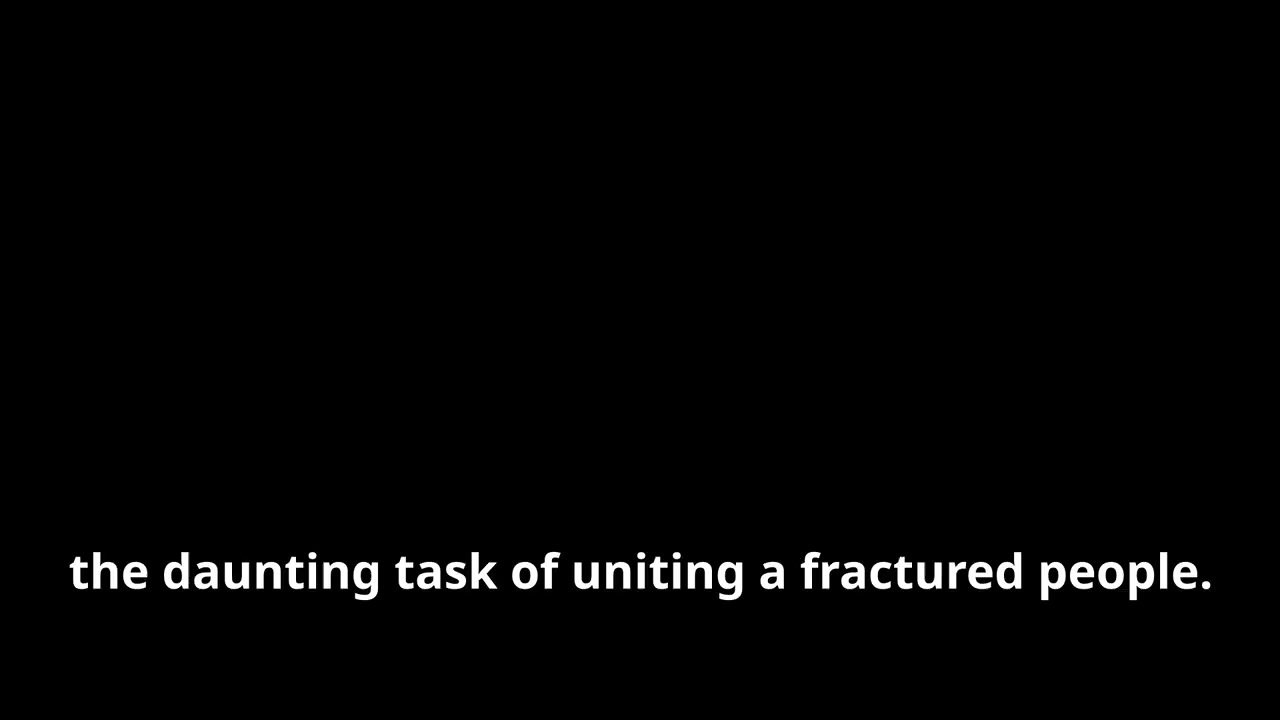 the daunting task of uniting a fractured people.